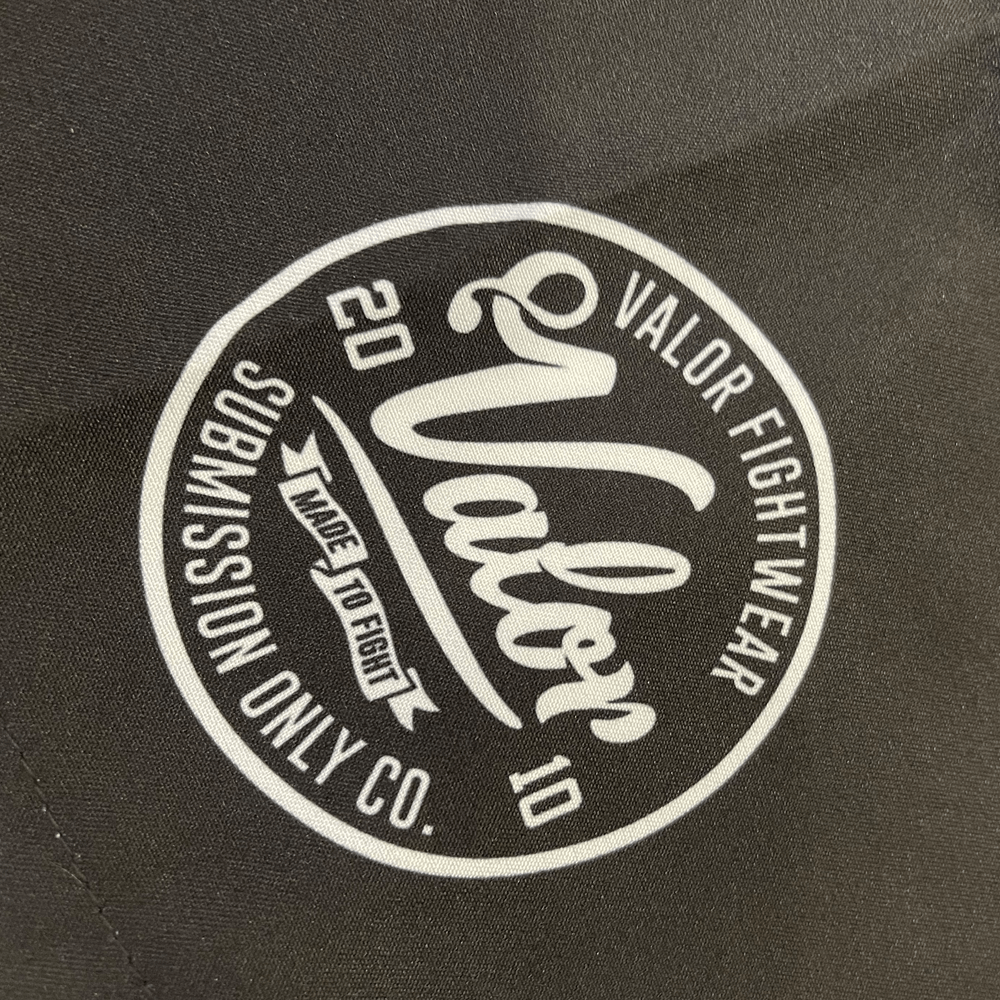 VALOR FIGHTWEAR
Valor
20 10
MADE TO FIGHT
SUBMISSION ONLY CO.